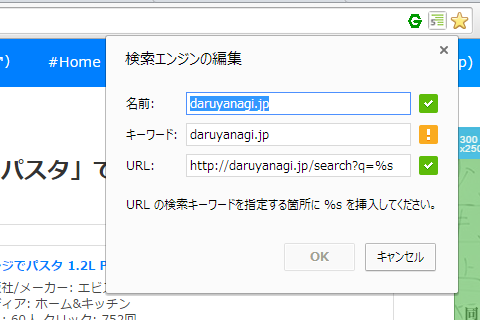 #Home
p)
300
x250
検索エンジンの編集
名前: daruyanagi.jp
キーワード: daruyanagi.jp
URL: http://daruyanagi.jp/search?q=%s
URL の検索キーワードを指定する箇所に %s を挿入してください。
OK キャンセル
パスタ」で
ジでパスタ 1.2L P
社/メーカー: エビス
ィア: ホーム&キッチン
: 60人 クリック: 752回
同